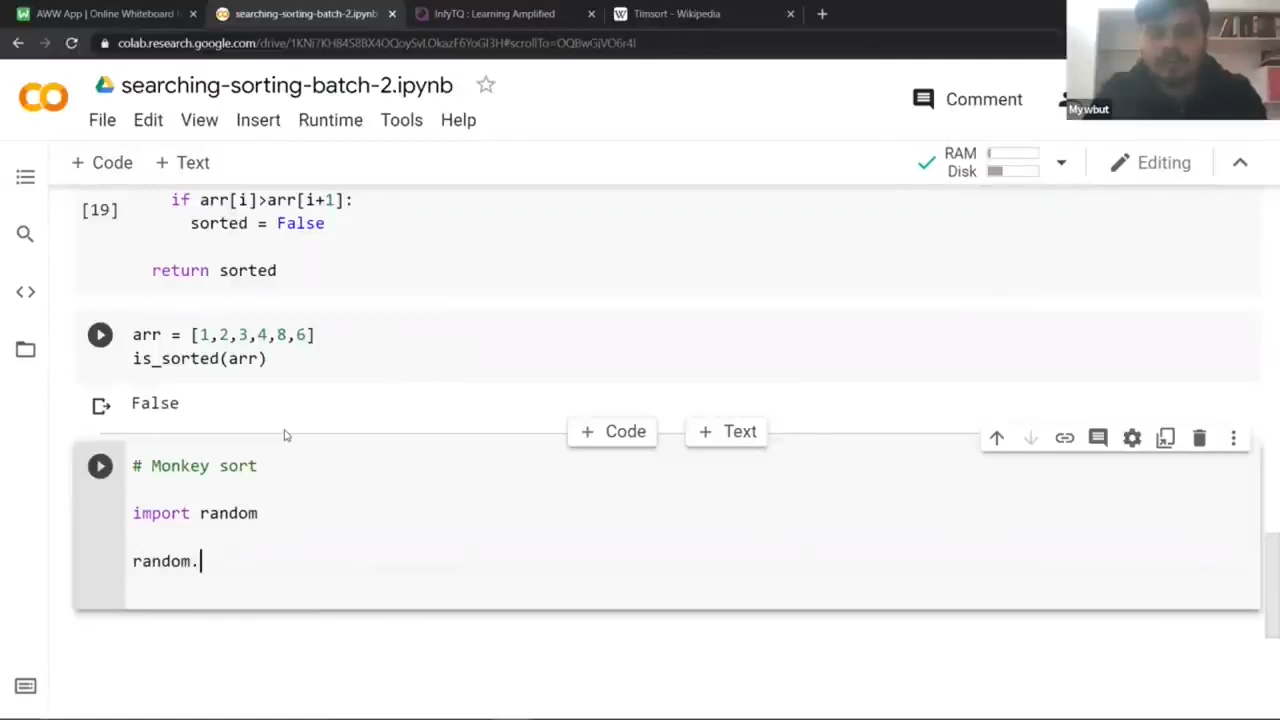 AWW App | Online Whiteboard
searching-sorting-batch-2.ipynb
InfyTQ : Learning Amplified
Timsort - Wikipedia
searching-sorting-batch-2.ipynb
Comment
Mywbut
File Edit View Insert Runtime Tools Help
+ Code + Text
RAM
Disk
Editing
[19]
if arr[i]>arr[i+1]:
sorted = False
return sorted
arr = [1,2,3,4,8,6]
is_sorted(arr)
False
+ Code + Text
# Monkey sort
import random
random.